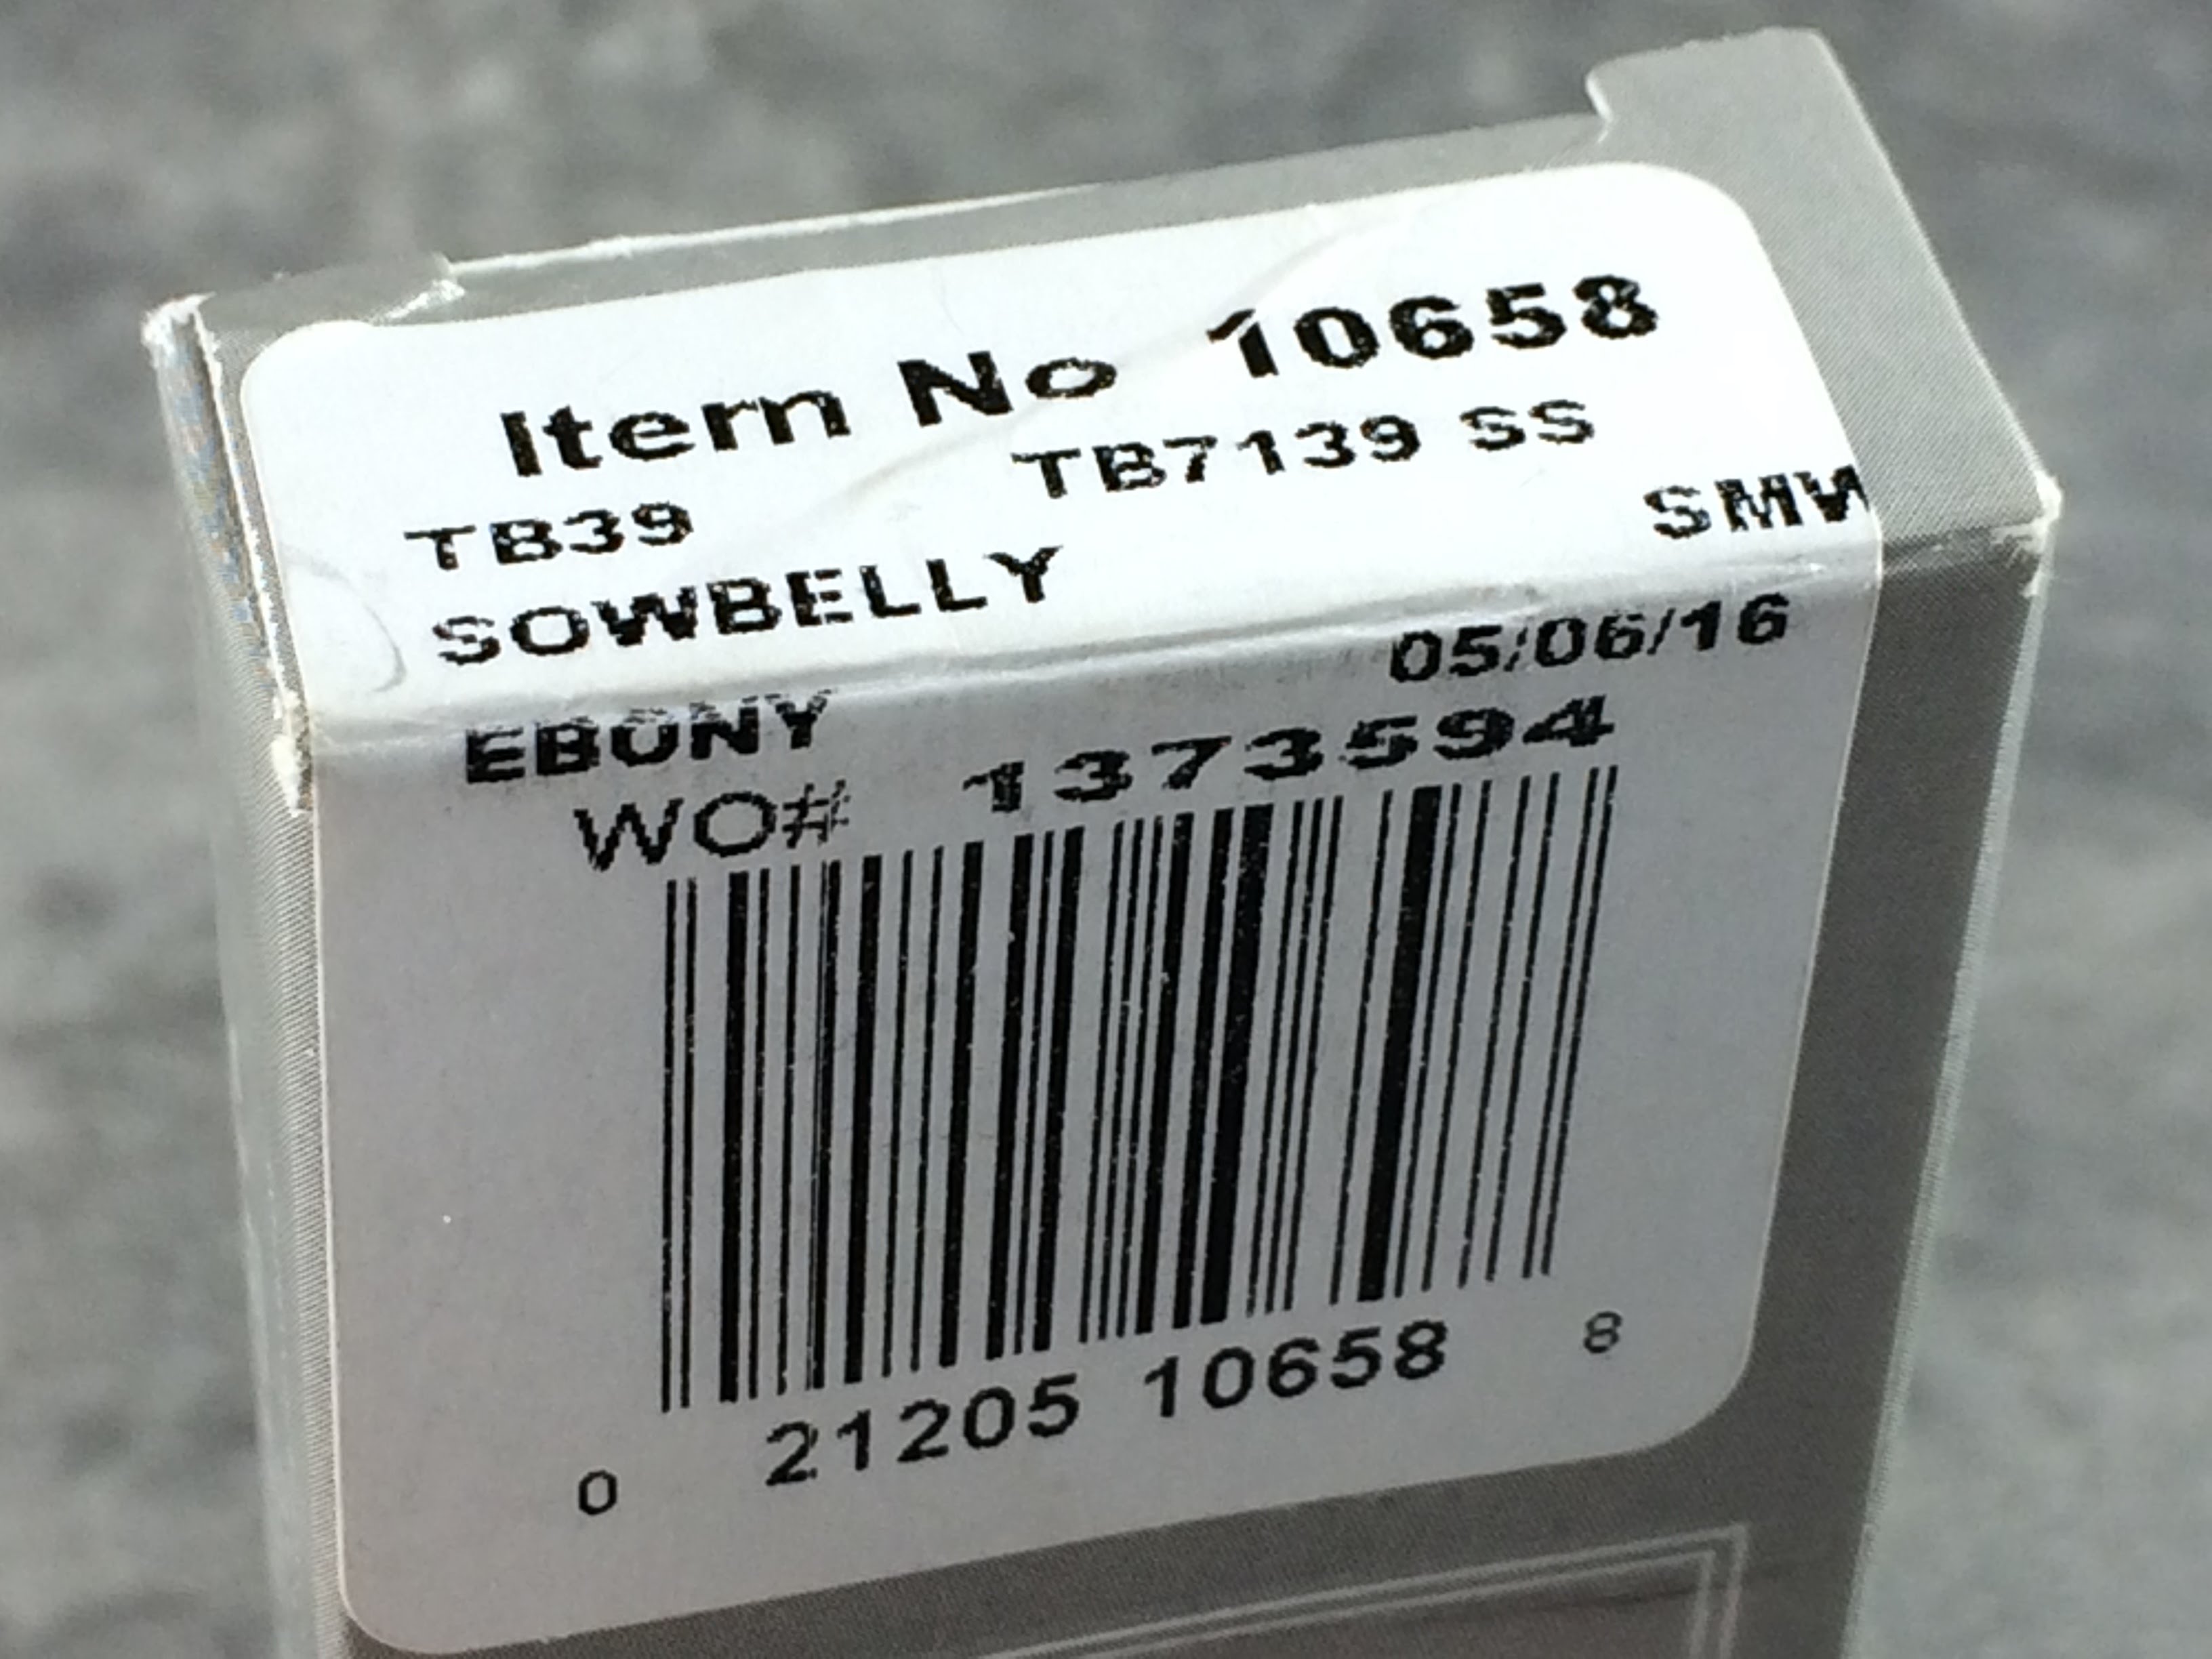 Item No 10658
TB39 TB7139 SS
SOWBELLY SMW
EBONY 05/06/16
WO# 1373594
0 21205 10658 8